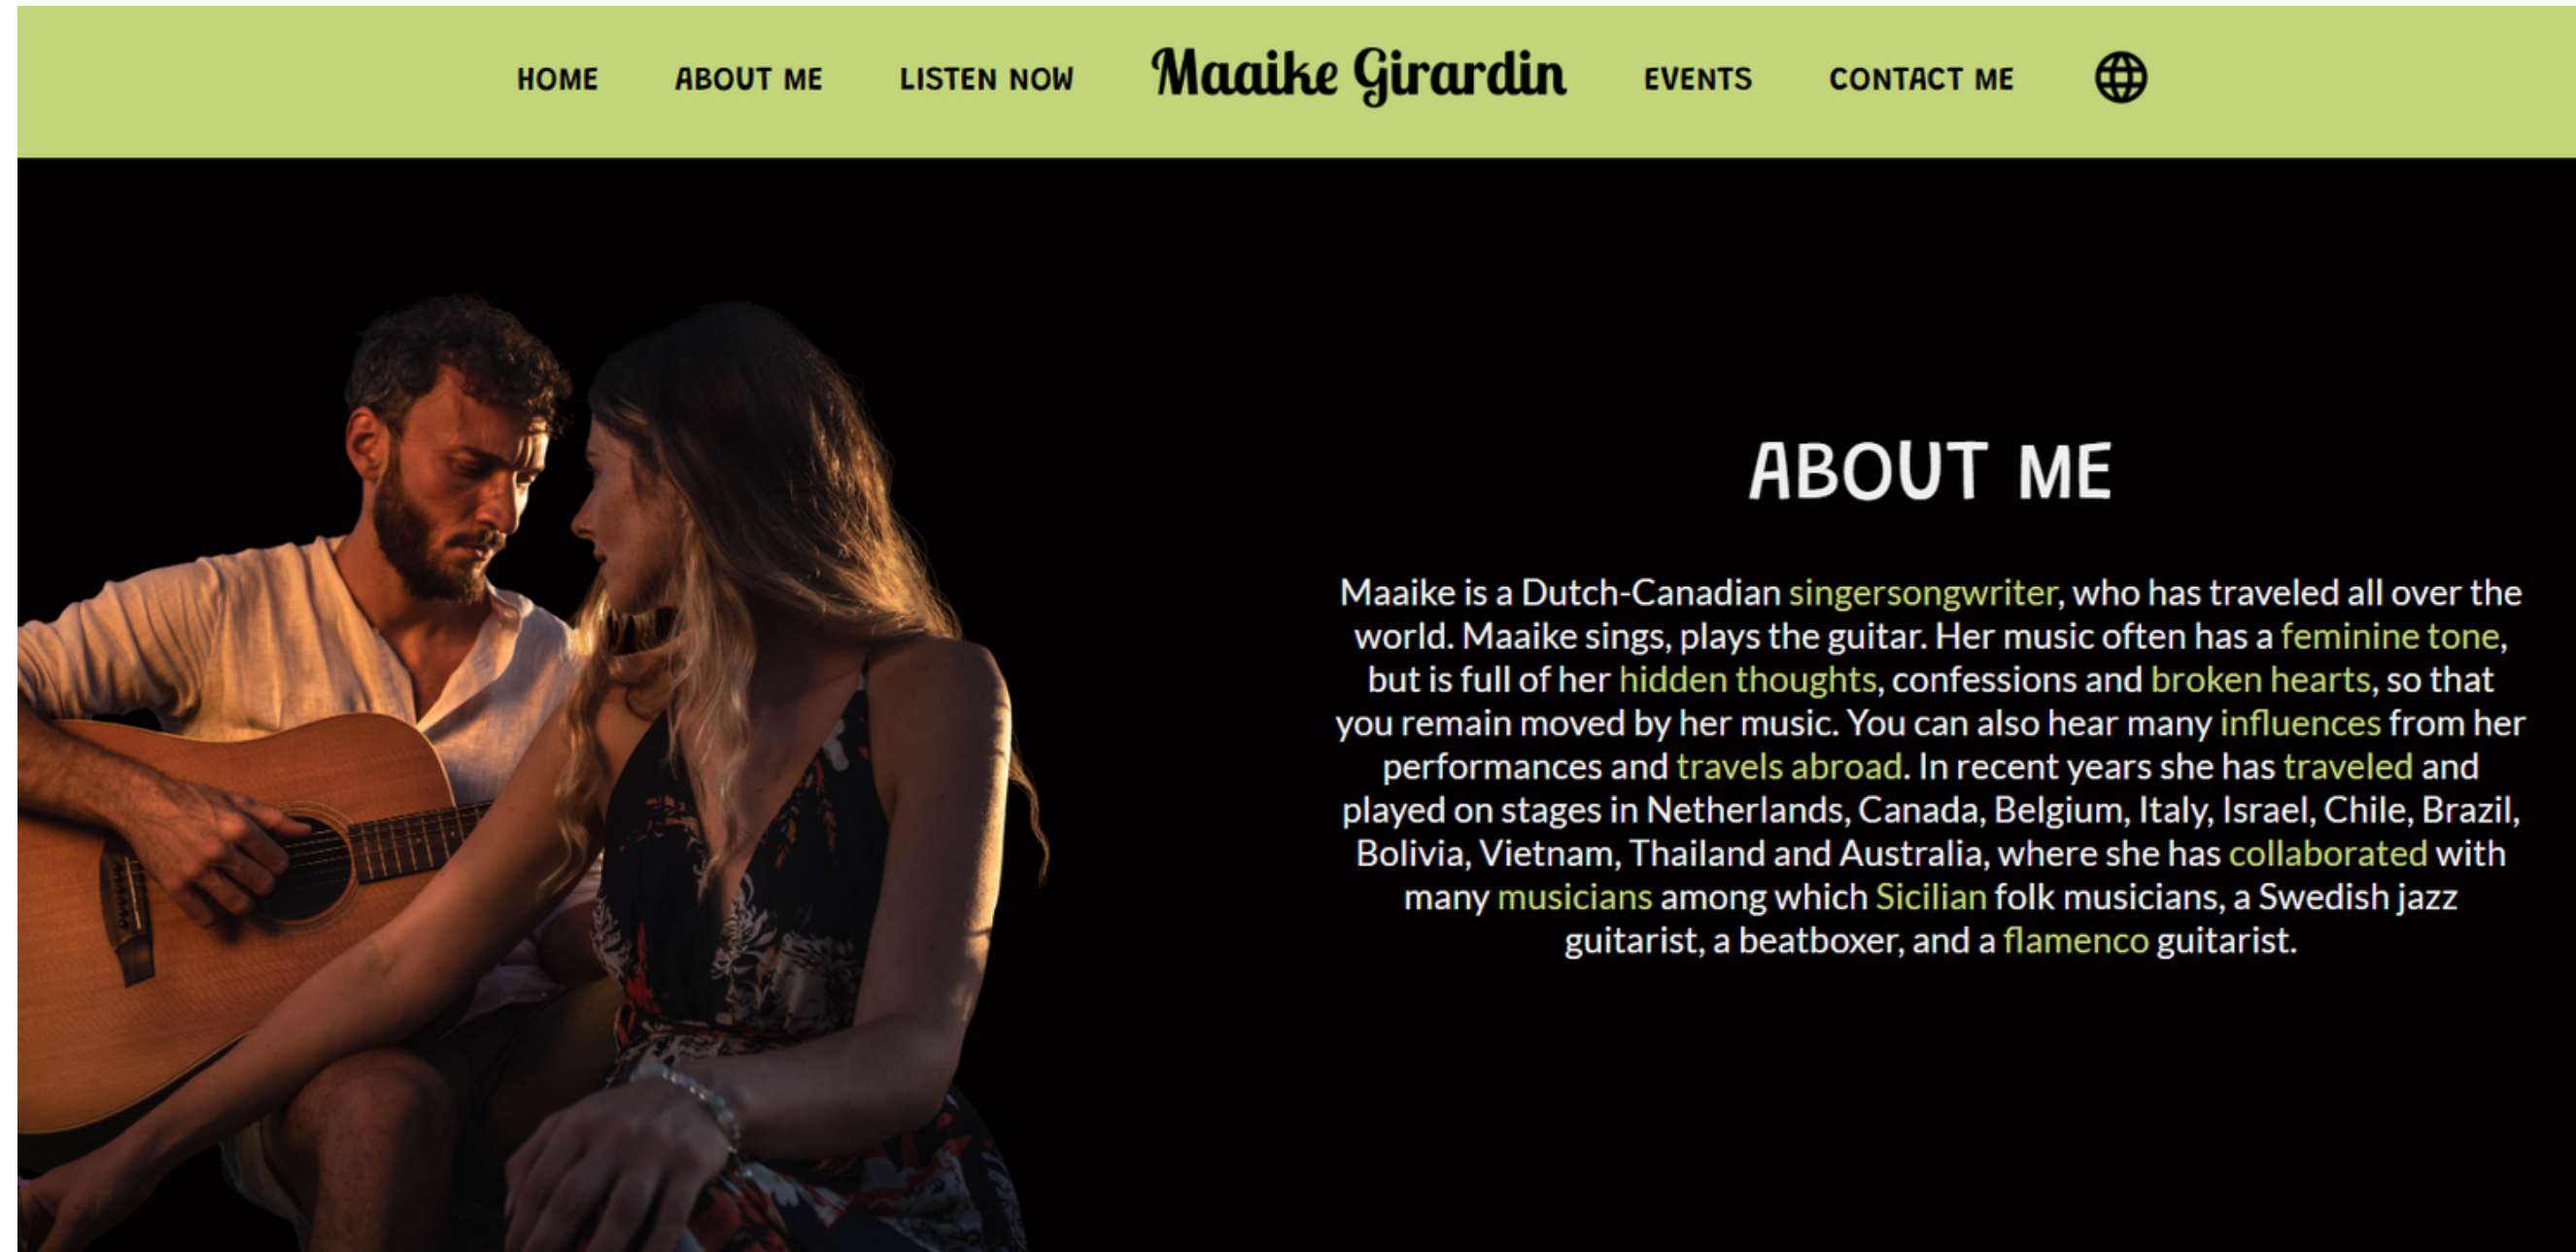 HOME ABOUT ME LISTEN NOW Maaike Girardin EVENTS CONTACT ME
ABOUT ME
Maaike is a Dutch-Canadian singersongwriter, who has traveled all over the
world. Maaike sings, plays the guitar. Her music often has a feminine tone,
but is full of her hidden thoughts, confessions and broken hearts, so that
you remain moved by her music. You can also hear many influences from her
performances and travels abroad. In recent years she has traveled and
played on stages in Netherlands, Canada, Belgium, Italy, Israel, Chile, Brazil,
Bolivia, Vietnam, Thailand and Australia, where she has collaborated with
many musicians among which Sicilian folk musicians, a Swedish jazz
guitarist, a beatboxer, and a flamenco guitarist.